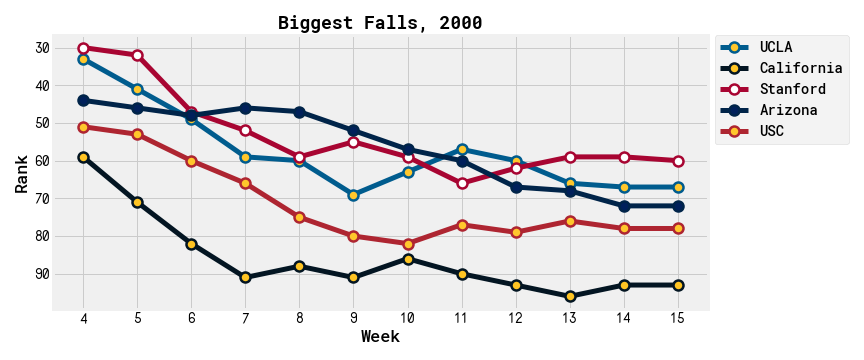 Biggest Falls, 2000
UCLA
California
Stanford
Arizona
USC
Rank
30
40
50
60
70
80
90
4 5 6 7 8 9 10 11 12 13 14 15
Week